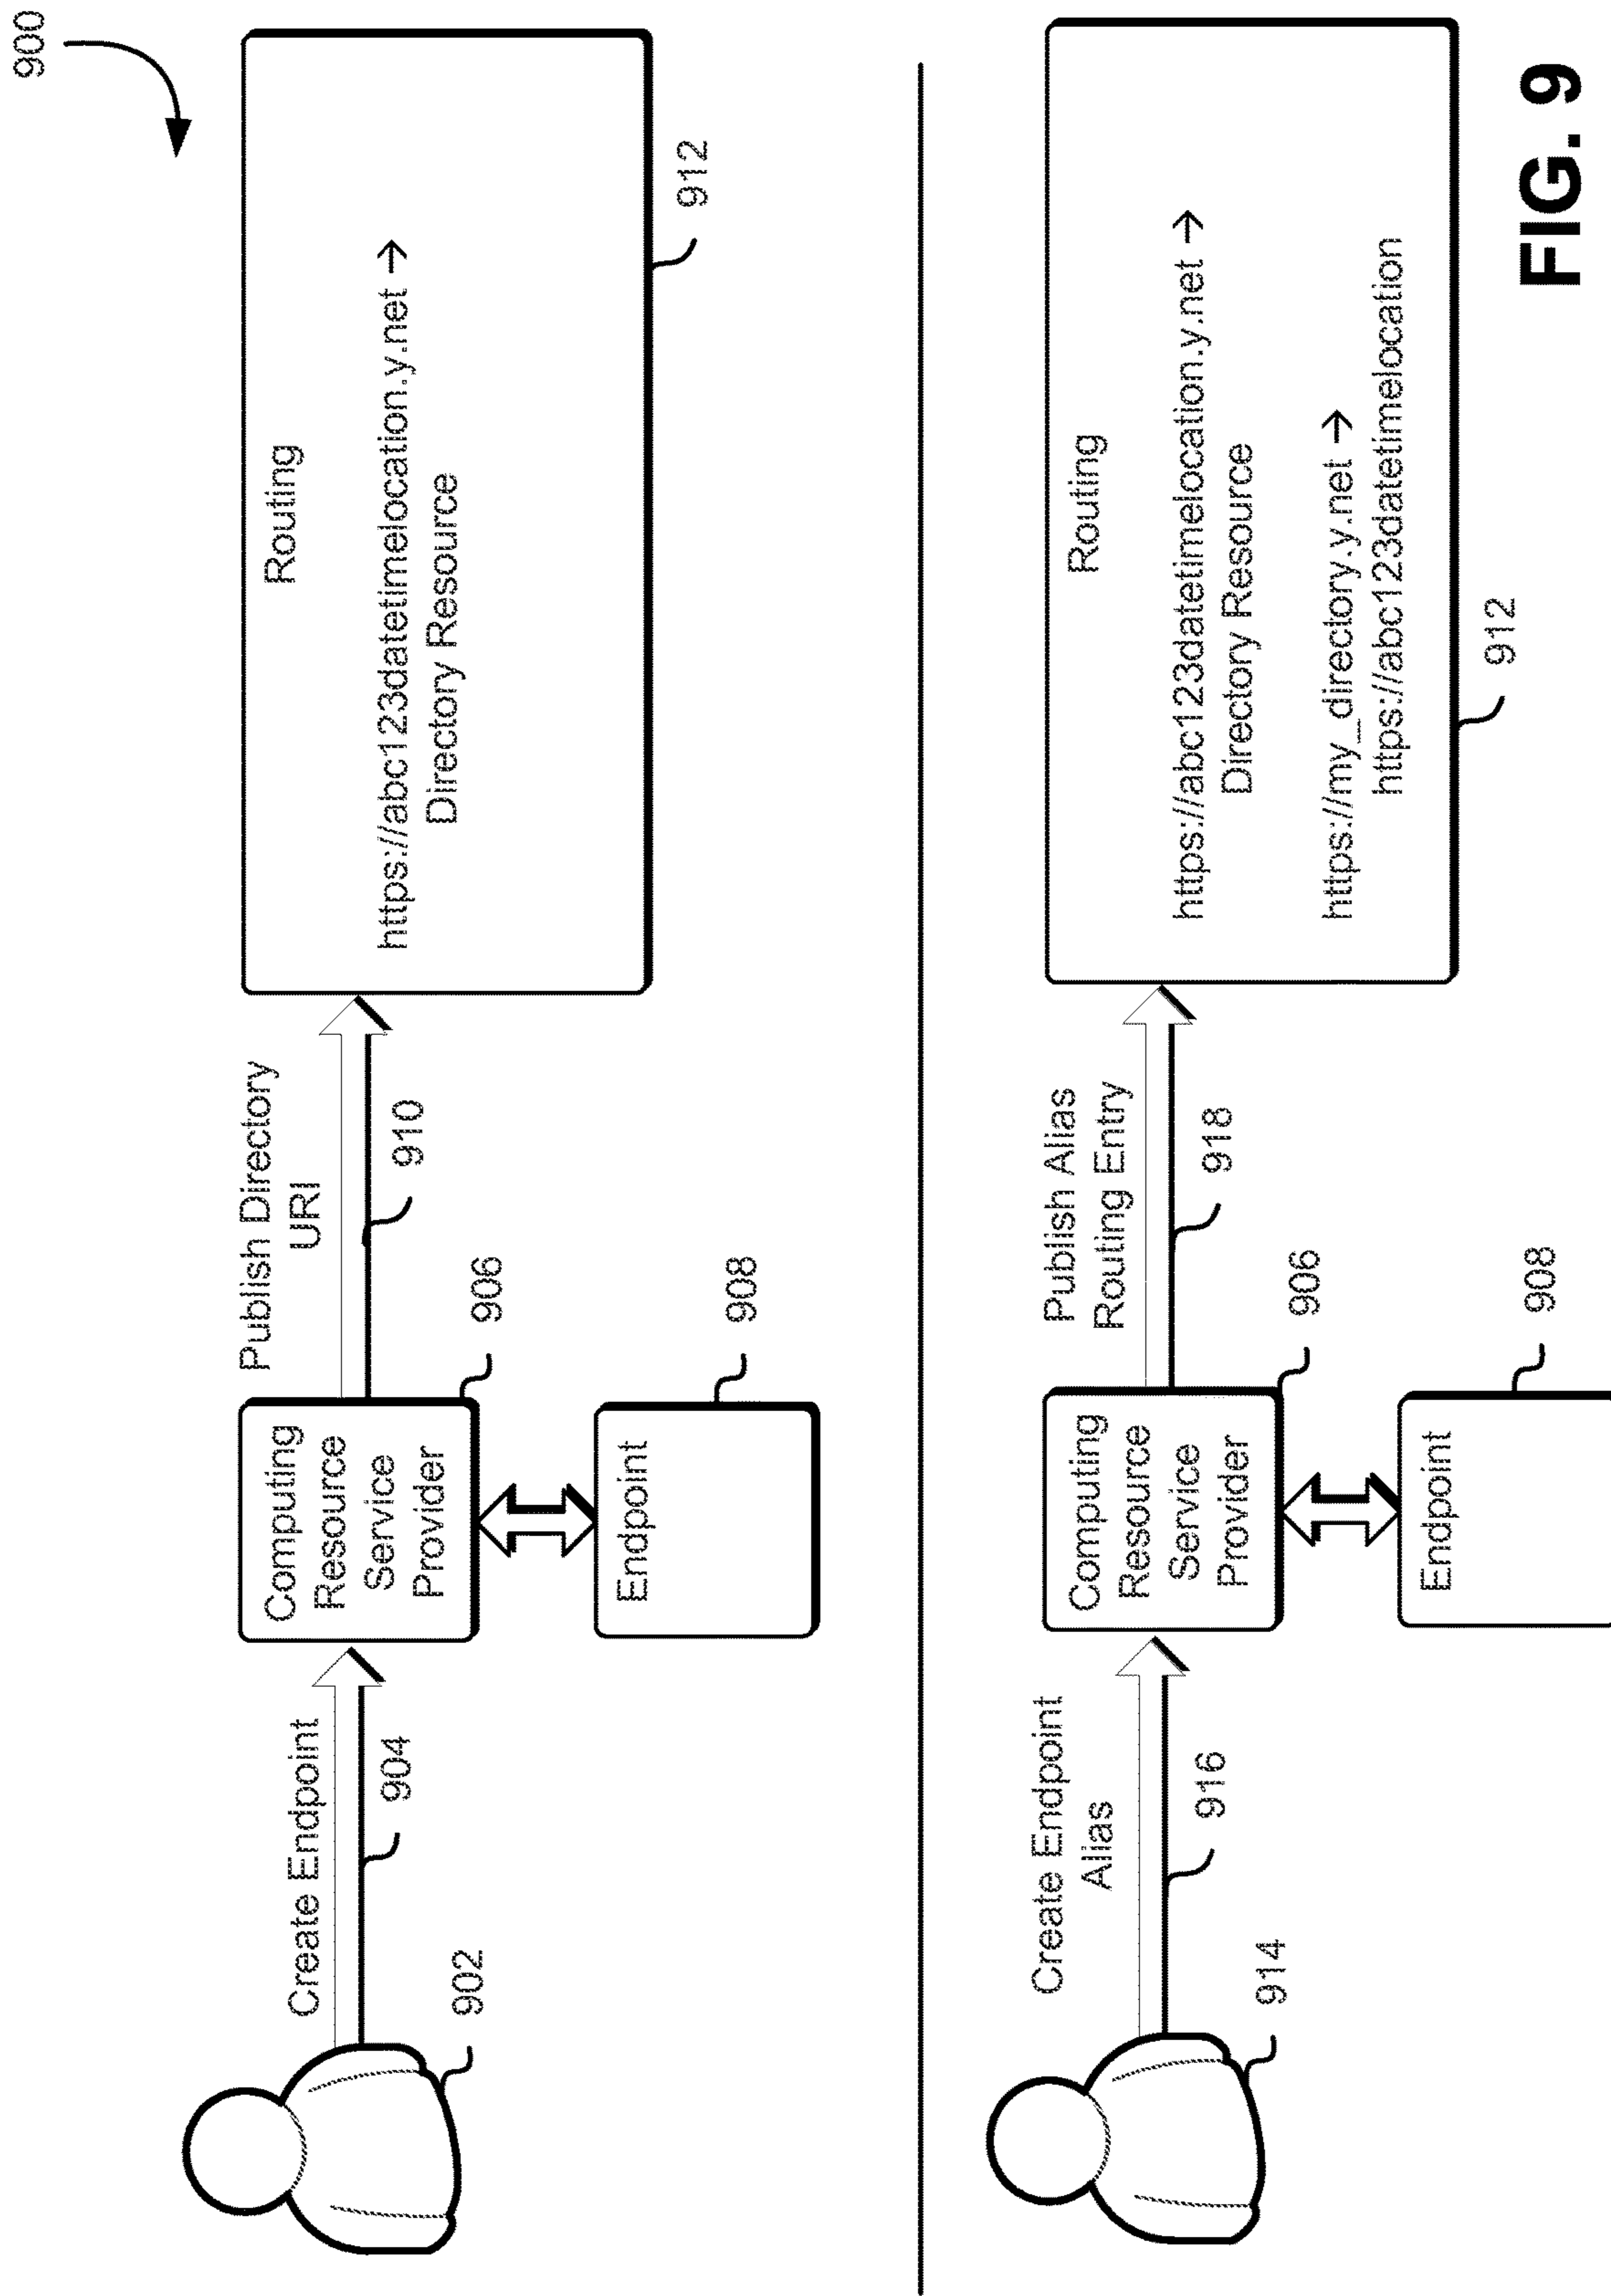 900
Create Endpoint
904
902
Computing
Resource
Service
Provider
906
Endpoint
908
Publish Directory
URI
910
Routing
https://abc123datetimelocation.y.net →
Directory Resource
912
Create Endpoint
Alias
916
914
Computing
Resource
Service
Provider
906
Endpoint
908
Publish Alias
Routing Entry
918
Routing
https://abc123datetimelocation.y.net →
Directory Resource
https://my_directory.y.net →
https://abc123datetimelocation
912
FIG. 9